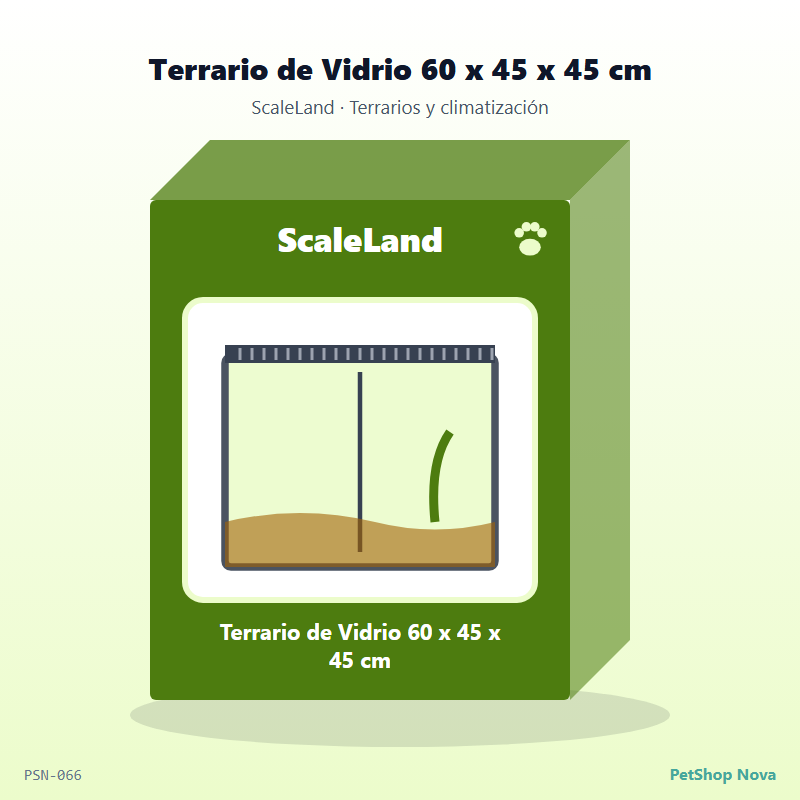 Terrario de Vidrio 60 x 45 x 45 cm
ScaleLand · Terrarios y climatización
ScaleLand
Terrario de Vidrio 60 x 45 x
45 cm
PSN-066
PetShop Nova